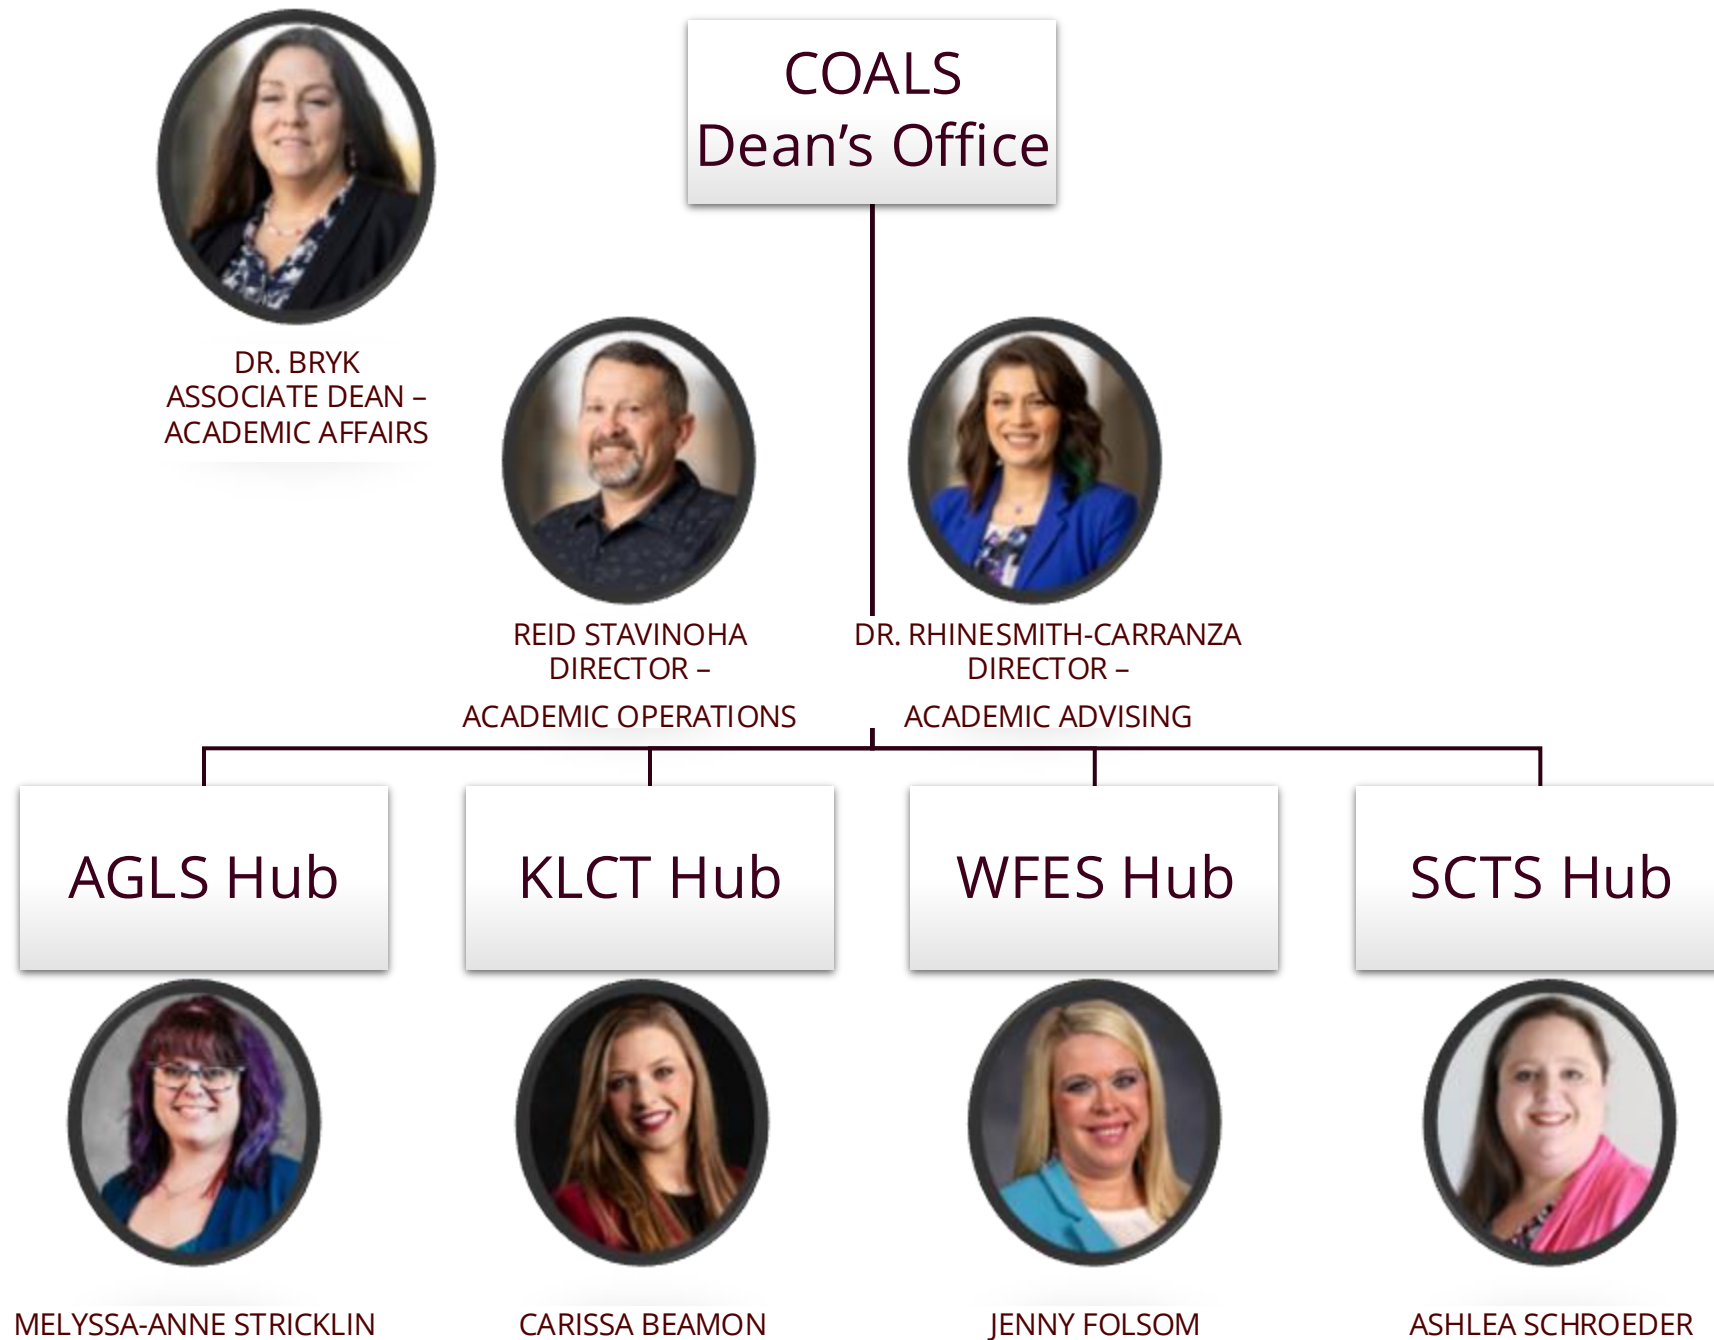 COALS
Dean’s Office
DR. BRYK
ASSOCIATE DEAN –
ACADEMIC AFFAIRS
REID STAVINOHA
DIRECTOR –
ACADEMIC OPERATIONS
DR. RHINESMITH-CARRANZA
DIRECTOR –
ACADEMIC ADVISING
AGLS Hub
KLCT Hub
WFES Hub
SCTS Hub
MELYSSA-ANNE STRICKLIN
CARISSA BEAMON
JENNY FOLSOM
ASHLEA SCHROEDER